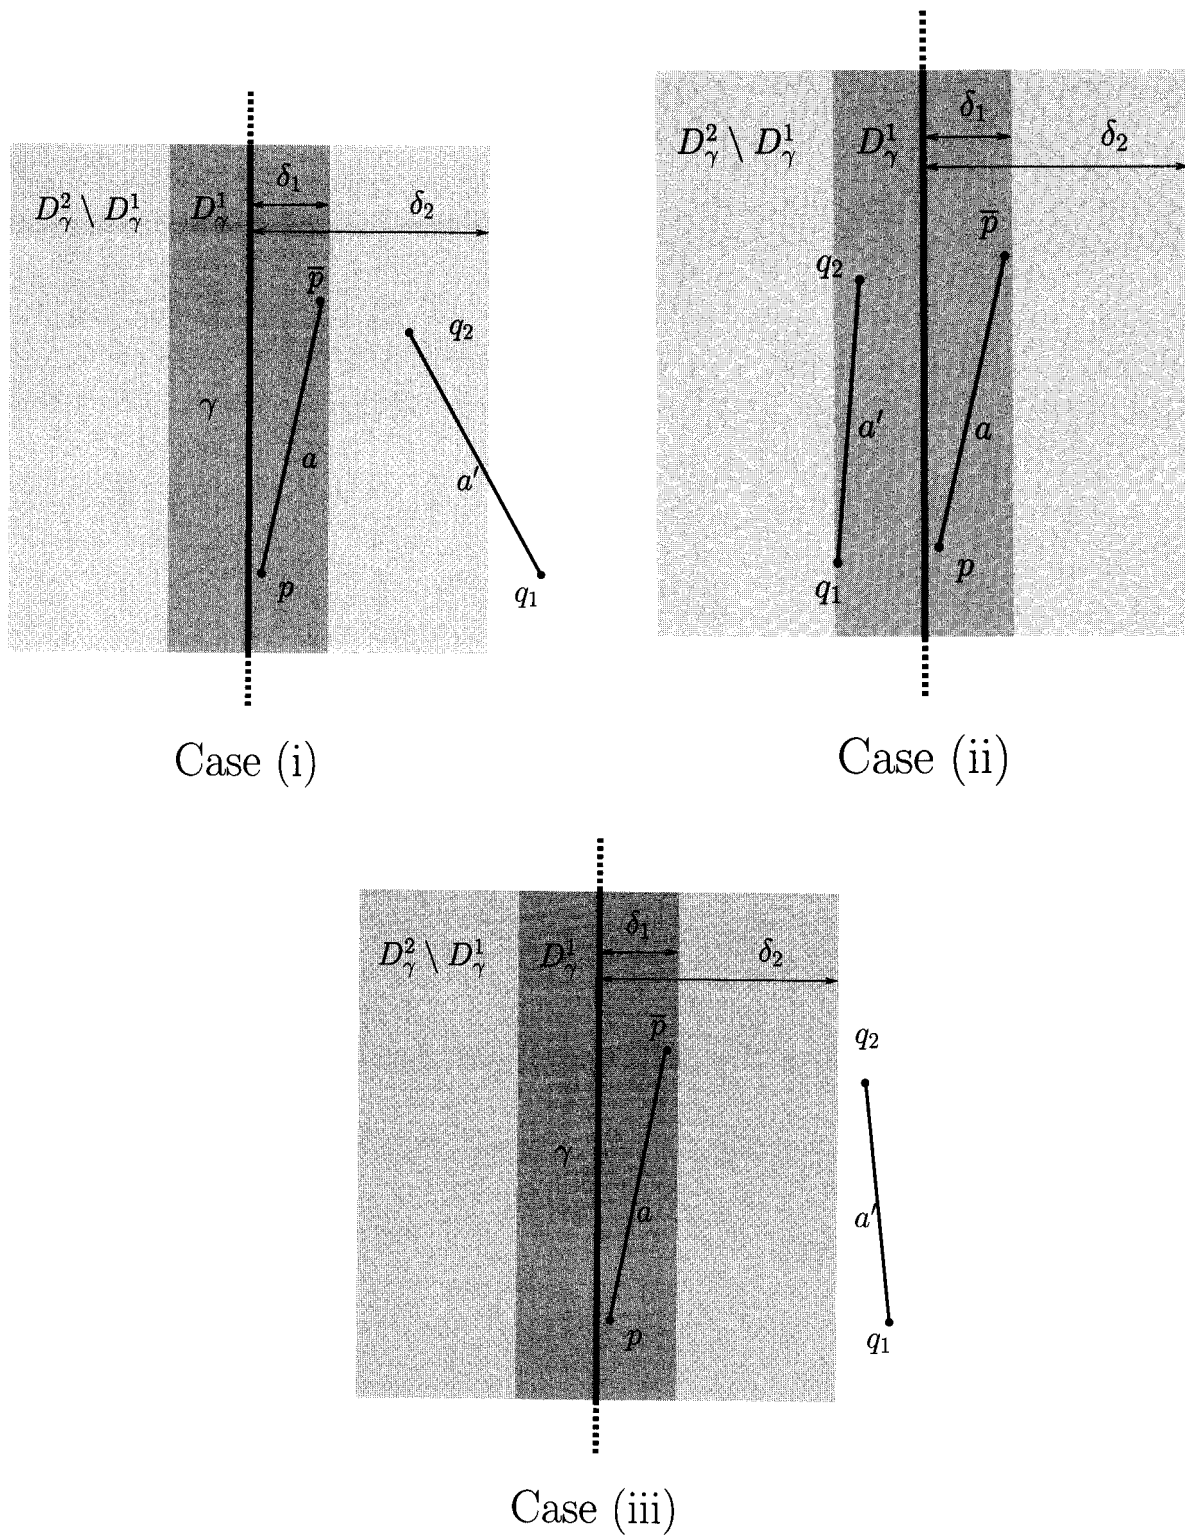 D²_γ \ D¹_γ
D¹_γ
δ₁
δ₂
p̅
q₂
γ
a
a′
p
q₁
Case (i)
D²_γ \ D¹_γ
D¹_γ
δ₁
δ₂
p̅
q₂
a′
a
q₁
p
Case (ii)
D²_γ \ D¹_γ
D¹_γ
δ₁
δ₂
p̅
q₂
γ
a
a′
p
q₁
Case (iii)